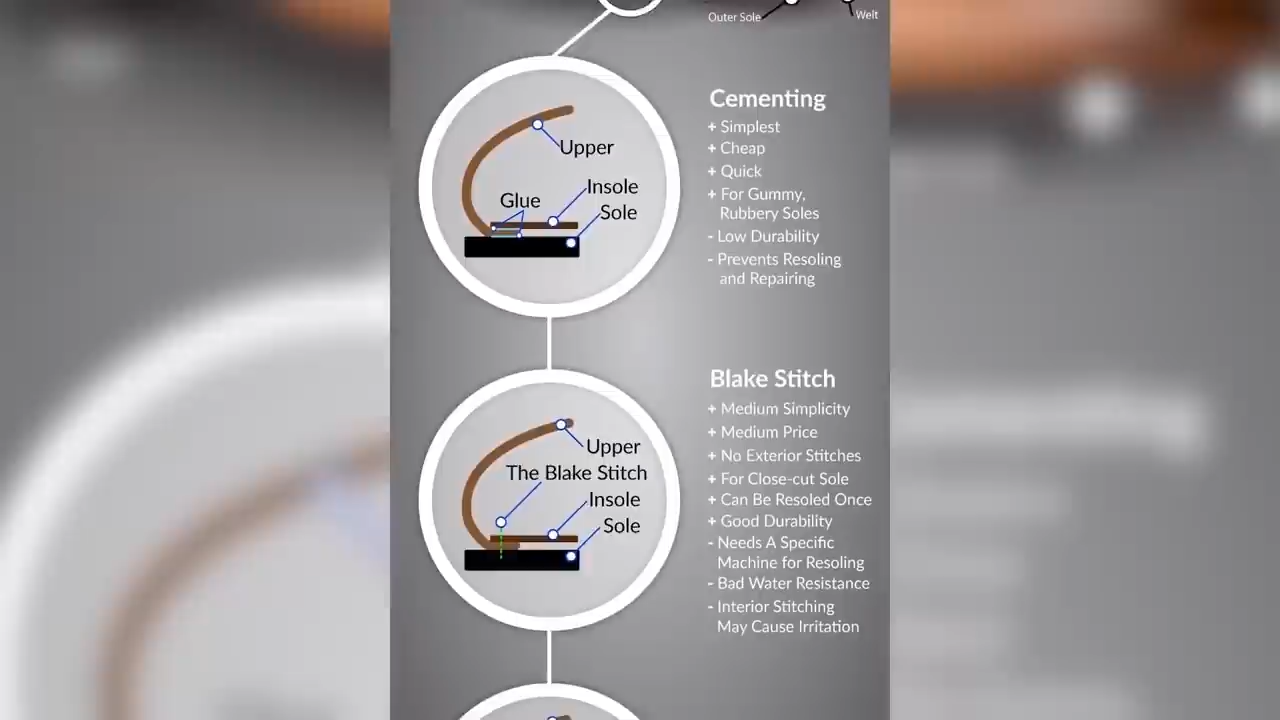 Outer Sole
Welt
Upper
Insole
Glue
Sole
Cementing
+ Simplest
+ Cheap
+ Quick
+ For Gummy,
Rubbery Soles
- Low Durability
- Prevents Resoling
and Repairing
Upper
The Blake Stitch
Insole
Sole
Blake Stitch
+ Medium Simplicity
+ Medium Price
+ No Exterior Stitches
+ For Close-cut Sole
+ Can Be Resoled Once
+ Good Durability
- Needs A Specific
Machine for Resoling
- Bad Water Resistance
- Interior Stitching
May Cause Irritation